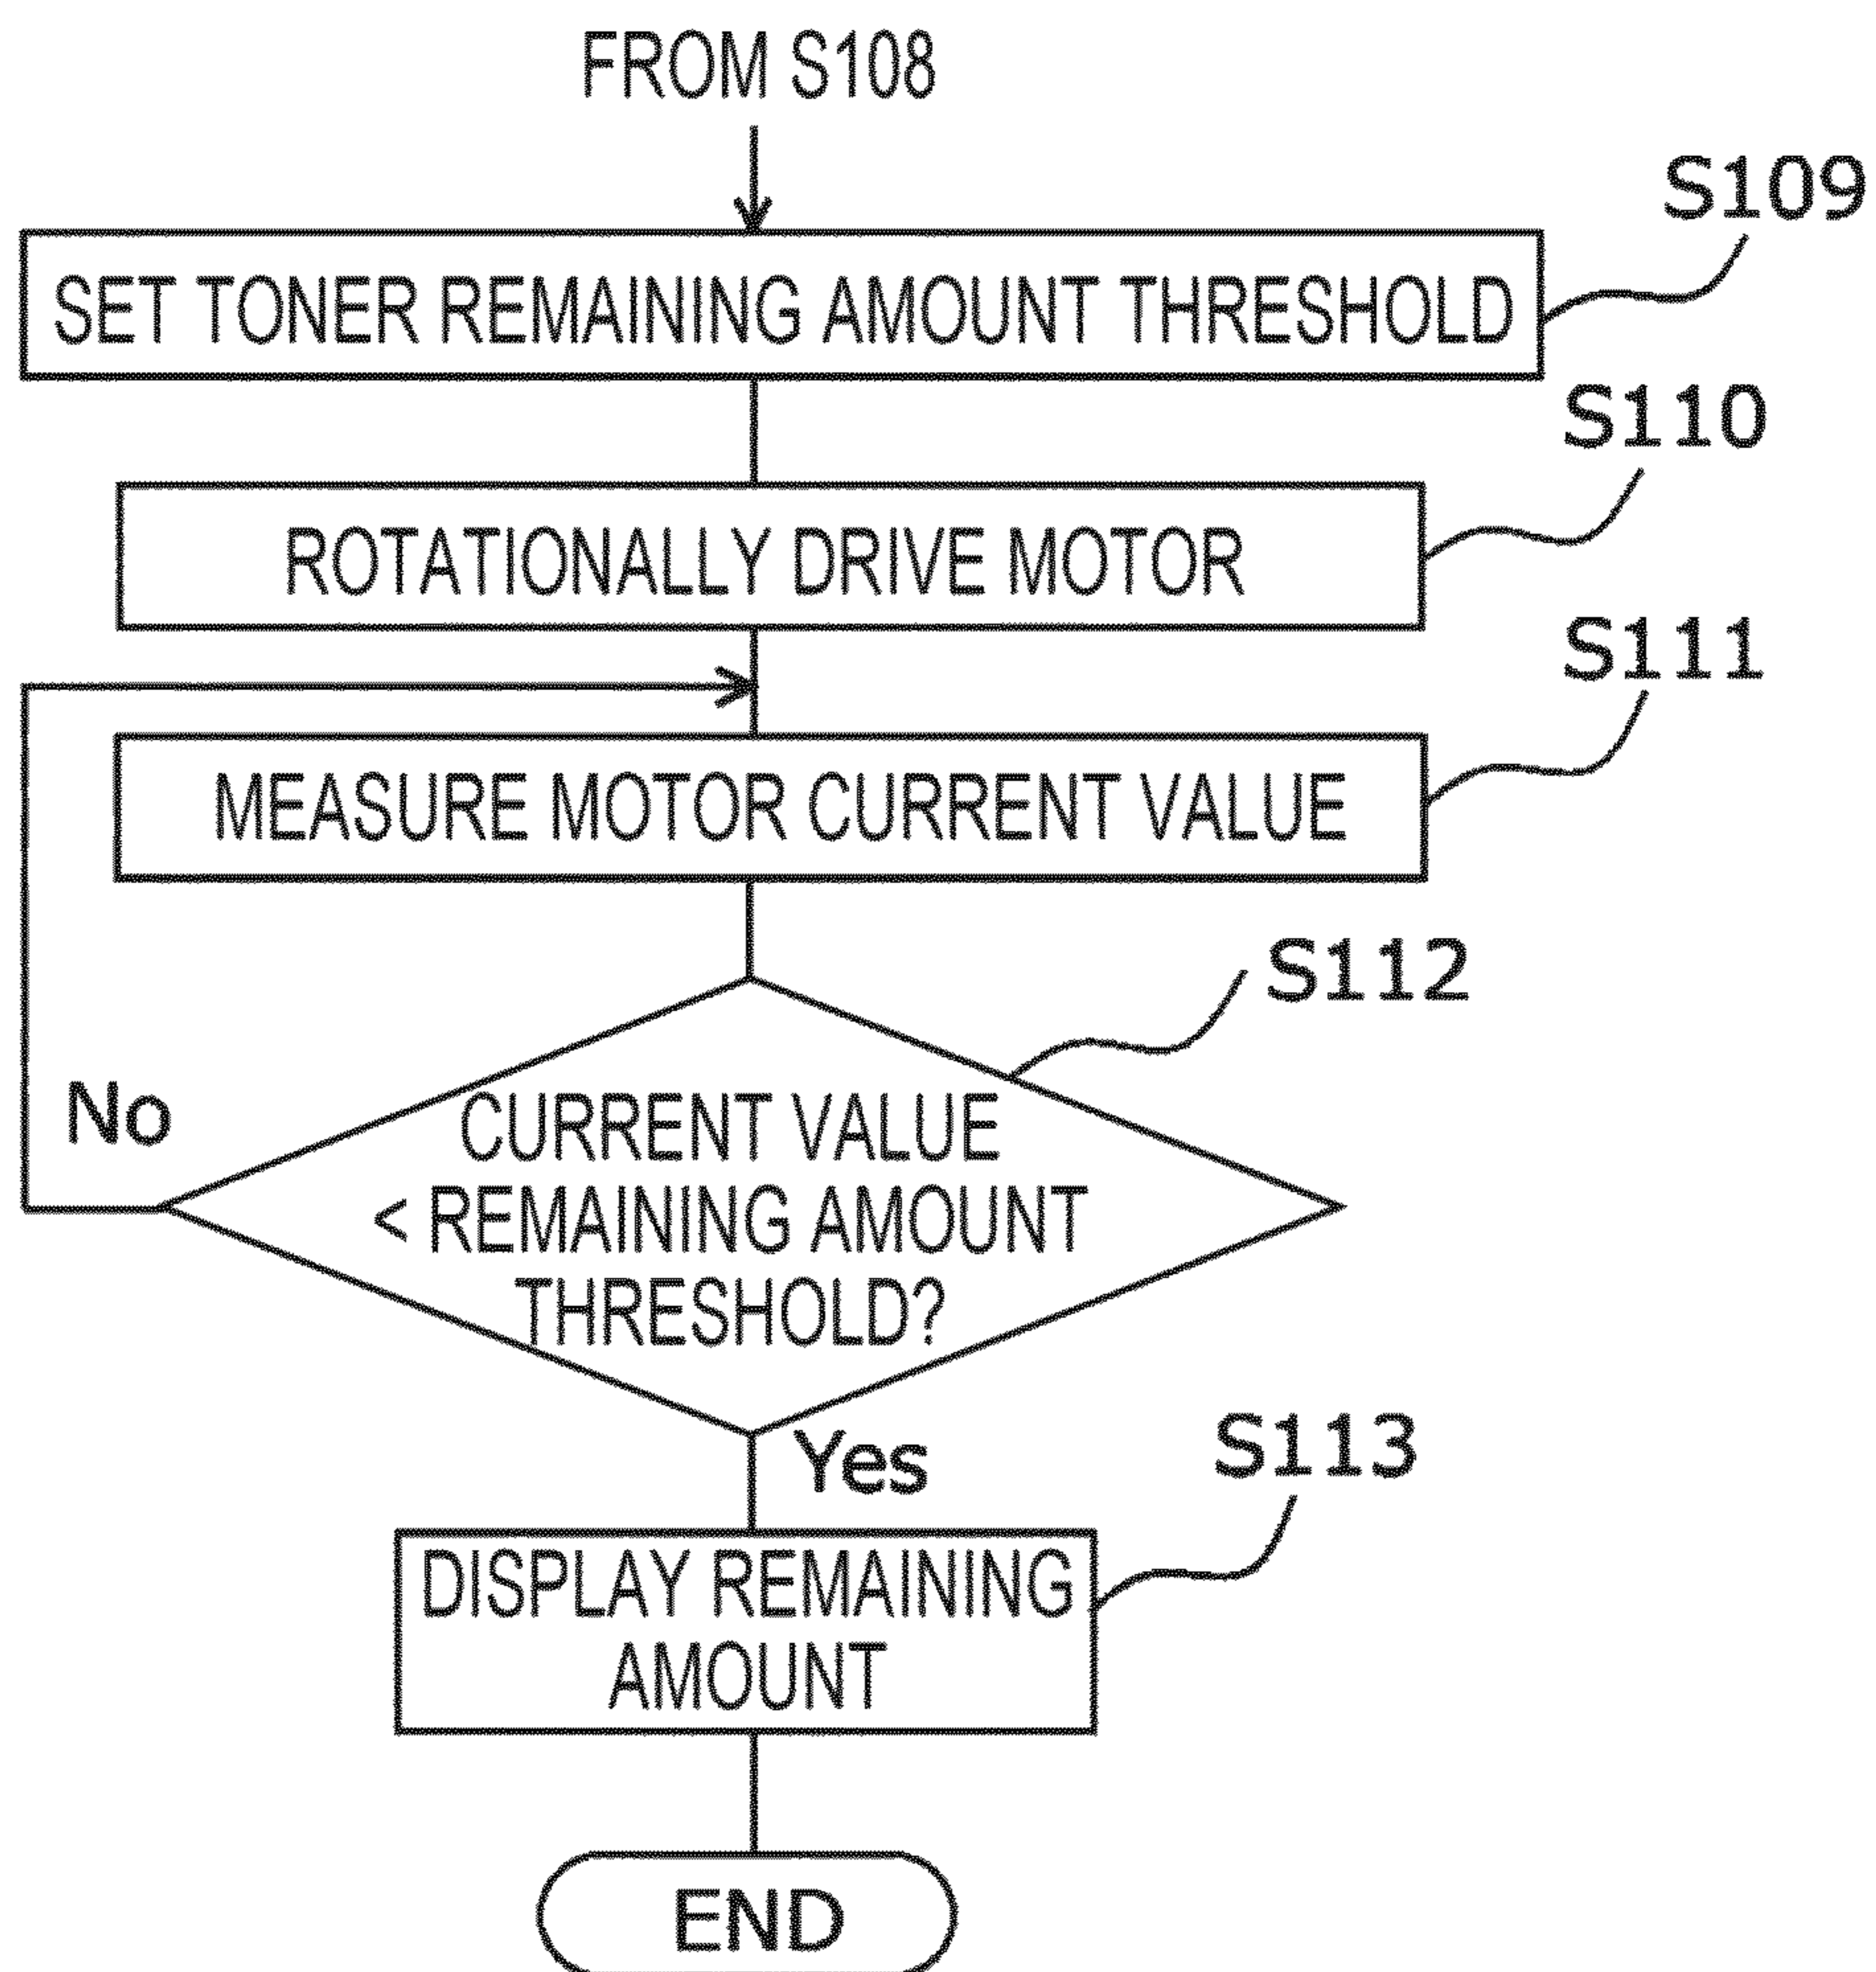 FROM S108
S109
SET TONER REMAINING AMOUNT THRESHOLD
S110
ROTATIONALLY DRIVE MOTOR
S111
MEASURE MOTOR CURRENT VALUE
S112
No
CURRENT VALUE
< REMAINING AMOUNT
THRESHOLD?
Yes
S113
DISPLAY REMAINING
AMOUNT
END